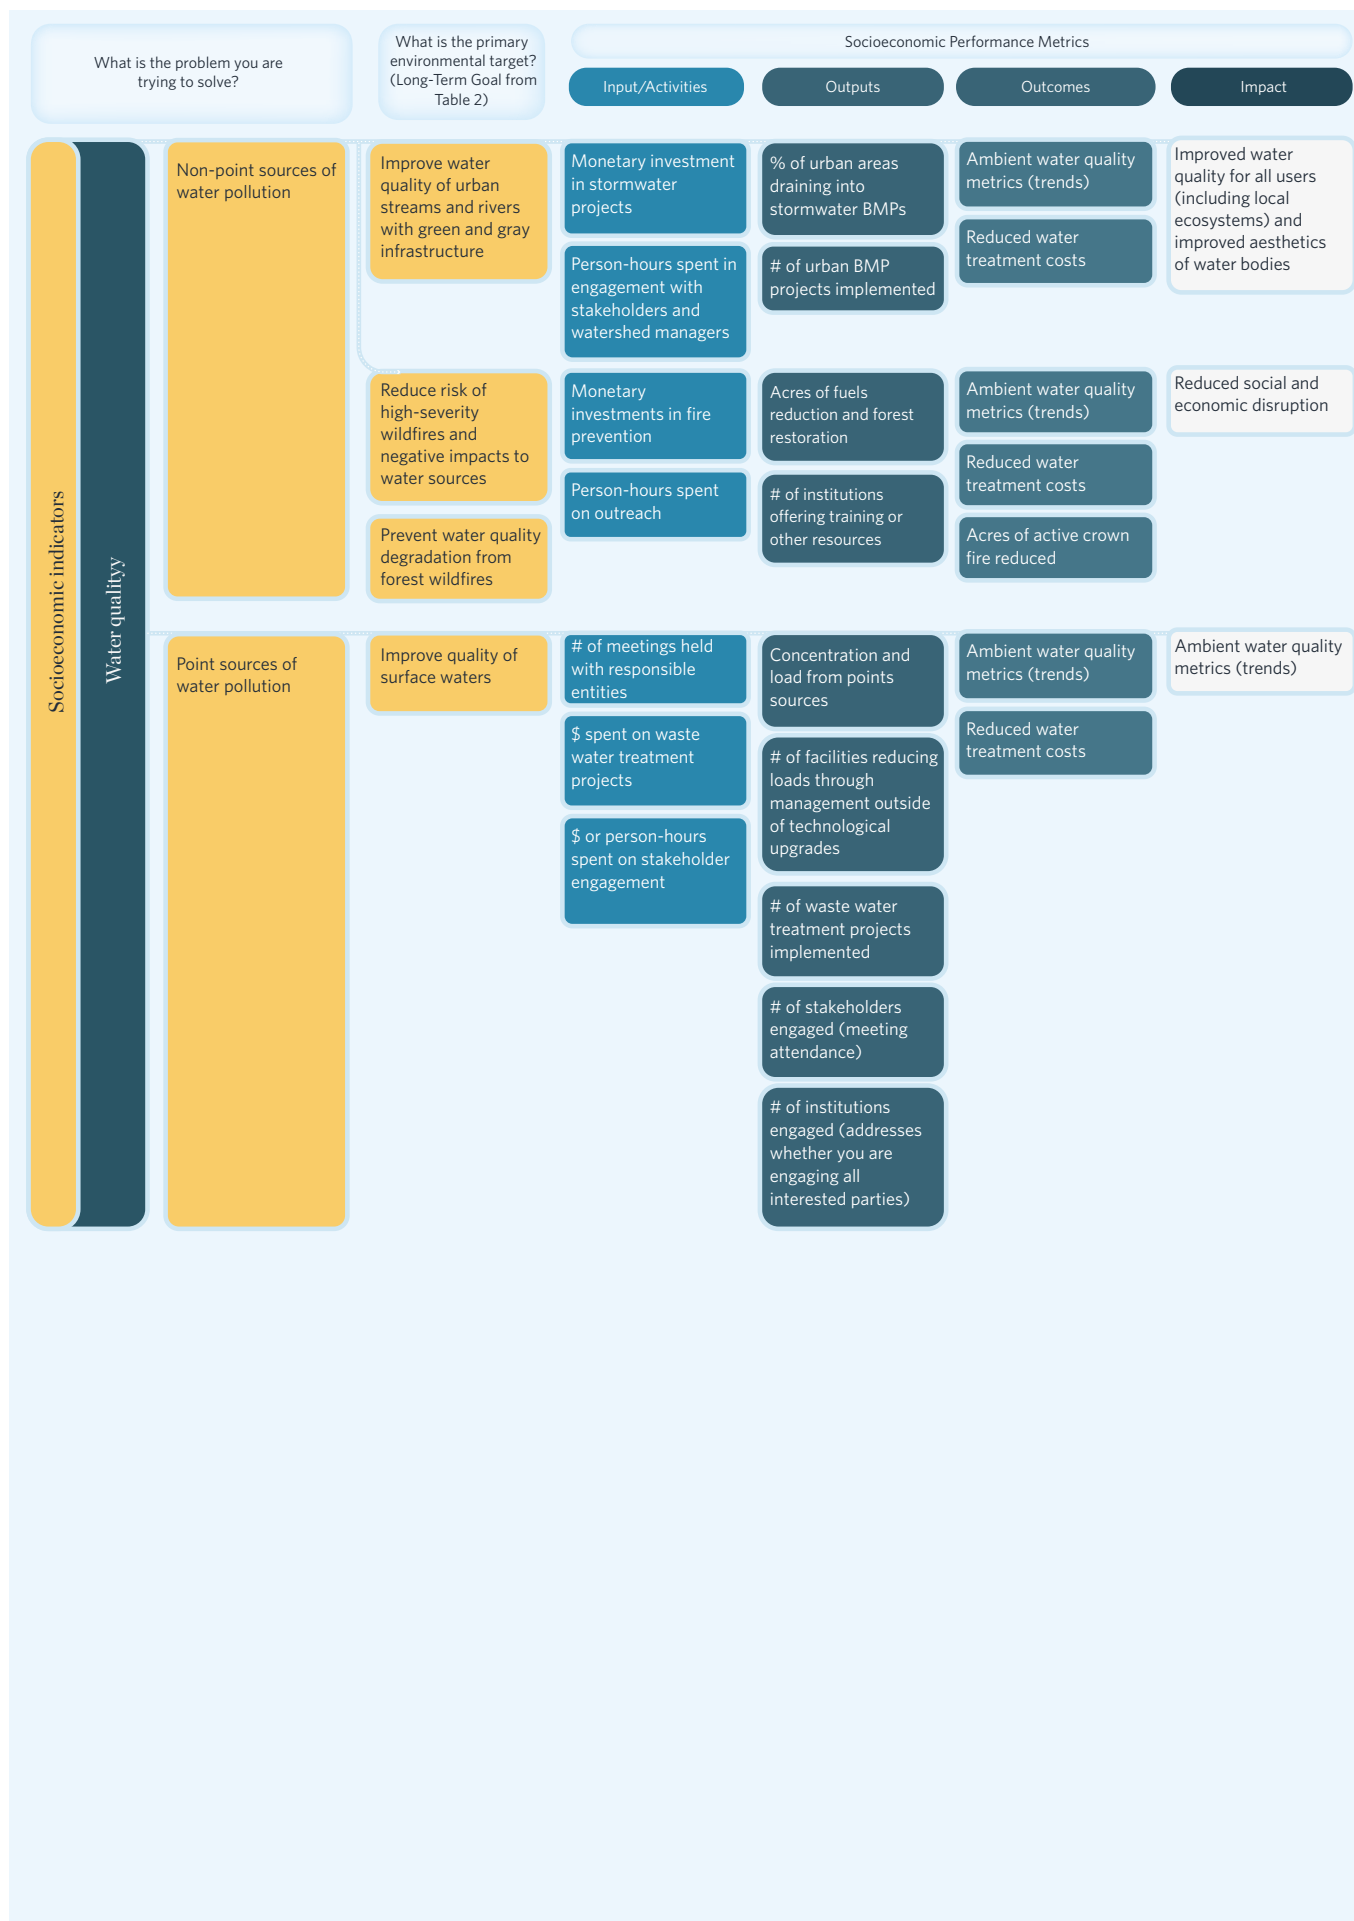 What is the problem you are
trying to solve?
What is the primary
environmental target?
(Long-Term Goal from
Table 2)
Socioeconomic Performance Metrics
Input/Activities
Outputs
Outcomes
Impact
Socioeconomic indicators
Water qualityy
Non-point sources of
water pollution
Improve water
quality of urban
streams and rivers
with green and gray
infrastructure
Monetary investment
in stormwater
projects
Person-hours spent in
engagement with
stakeholders and
watershed managers
% of urban areas
draining into
stormwater BMPs
# of urban BMP
projects implemented
Ambient water quality
metrics (trends)
Reduced water
treatment costs
Improved water
quality for all users
(including local
ecosystems) and
improved aesthetics
of water bodies
Reduce risk of
high-severity
wildfires and
negative impacts to
water sources
Prevent water quality
degradation from
forest wildfires
Monetary
investments in fire
prevention
Person-hours spent
on outreach
Acres of fuels
reduction and forest
restoration
# of institutions
offering training or
other resources
Ambient water quality
metrics (trends)
Reduced water
treatment costs
Acres of active crown
fire reduced
Reduced social and
economic disruption
Point sources of
water pollution
Improve quality of
surface waters
# of meetings held
with responsible
entities
$ spent on waste
water treatment
projects
$ or person-hours
spent on stakeholder
engagement
Concentration and
load from points
sources
# of facilities reducing
loads through
management outside
of technological
upgrades
# of waste water
treatment projects
implemented
# of stakeholders
engaged (meeting
attendance)
# of institutions
engaged (addresses
whether you are
engaging all
interested parties)
Ambient water quality
metrics (trends)
Reduced water
treatment costs
Ambient water quality
metrics (trends)